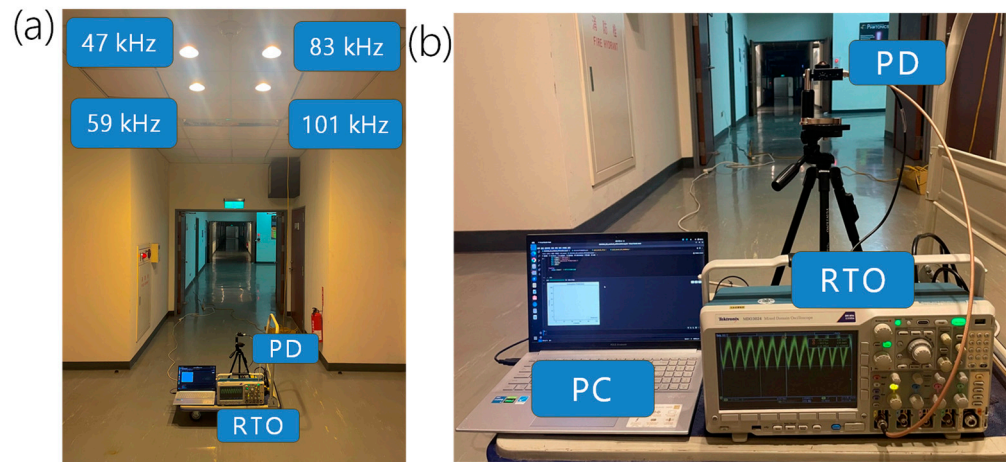 (a)
47 kHz
83 kHz
59 kHz
101 kHz
PD
RTO
(b)
FIRE HYDRANT
PD
RTO
PC
Tektronix